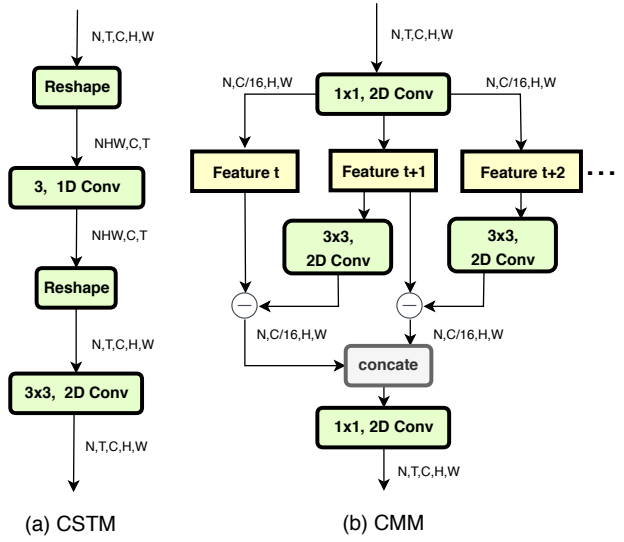 N,T,C,H,W
Reshape
NHW,C,T
3, 1D Conv
NHW,C,T
Reshape
N,T,C,H,W
3x3, 2D Conv
N,T,C,H,W
(a) CSTM
N,T,C,H,W
N,C/16,H,W
1x1, 2D Conv
N,C/16,H,W
Feature t
Feature t+1
Feature t+2
...
3x3,
2D Conv
3x3,
2D Conv
N,C/16,H,W
N,C/16,H,W
concate
1x1, 2D Conv
N,T,C,H,W
(b) CMM